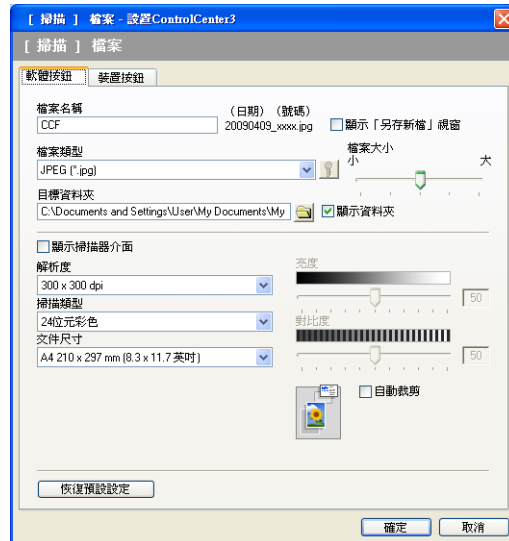 [ 掃描 ] 檔案 - 設置ControlCenter3
[ 掃描 ] 檔案
軟體按鈕
裝置按鈕
檔案名稱
(日期) (號碼)
CCF
20090409_xxxx.jpg
顯示「另存新檔」視窗
檔案類型
檔案大小
小
大
JPEG (*.jpg)
目標資料夾
C:\Documents and Settings\User\My Documents\My
顯示資料夾
顯示掃描器介面
解析度
亮度
300 x 300 dpi
50
掃描類型
24位元彩色
對比度
文件尺寸
A4 210 x 297 mm (8.3 x 11.7 英吋)
50
自動裁剪
恢復預設設定
確定
取消